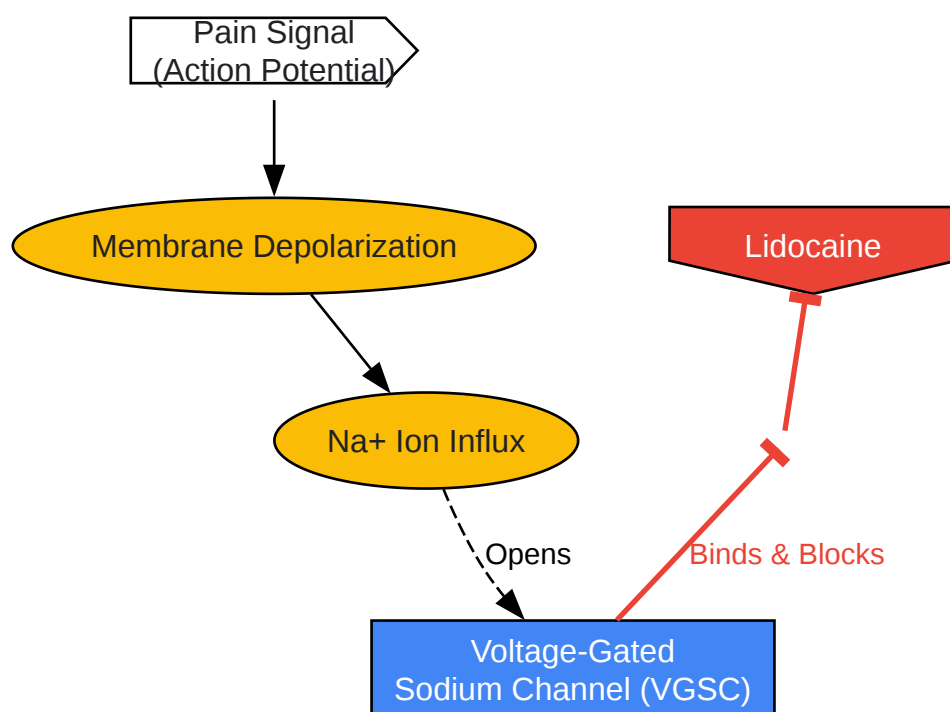 Pain Signal
(Action Potential)
Membrane Depolarization
Lidocaine
Na+ Ion Influx
Opens
Binds & Blocks
Voltage-Gated
Sodium Channel (VGSC)